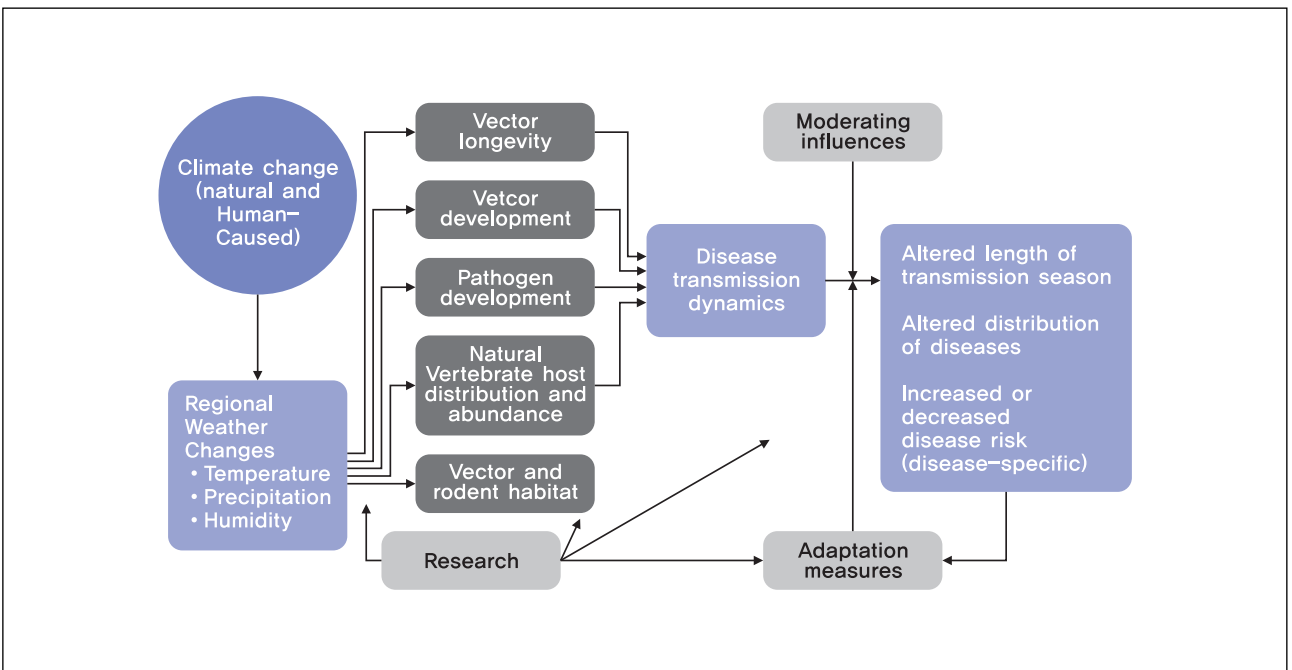 Climate change
(natural and
Human–
Caused)
Regional
Weather
Changes
• Temperature
• Precipitation
• Humidity
Vector
longevity
Vetcor
development
Pathogen
development
Natural
Vertebrate host
distribution and
abundance
Vector and
rodent habitat
Research
Disease
transmission
dynamics
Moderating
influences
Altered length of
transmission season
Altered distribution
of diseases
Increased or
decreased
disease risk
(disease–specific)
Adaptation
measures